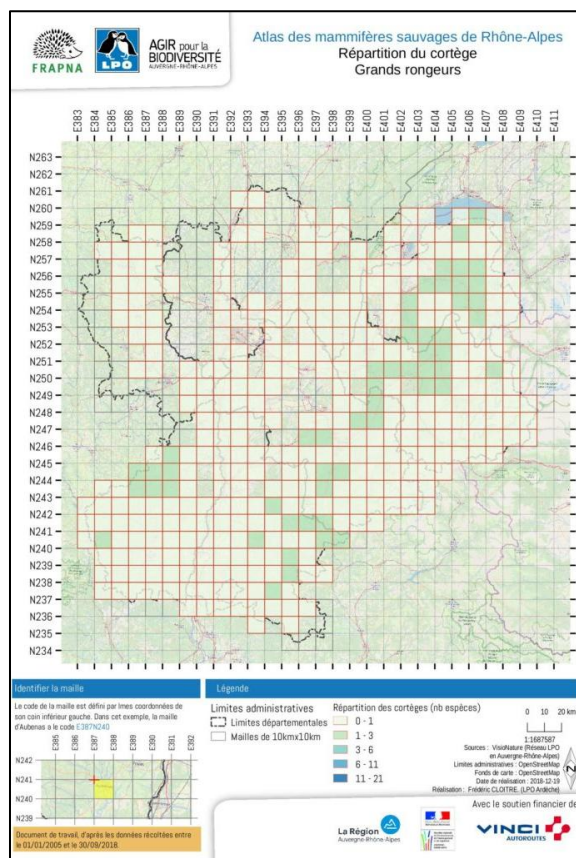 FRAPNA
LPO
AGIR pour la
BIODIVERSITÉ
AUVERGNE-RHÔNE-ALPES
Atlas des mammifères sauvages de Rhône-Alpes
Répartition du cortège
Grands rongeurs
E383 E384 E385 E386 E387 E388 E389 E390 E391 E392 E393 E394 E395 E396 E397 E398 E399 E400 E401 E402 E403 E404 E405 E406 E407 E408 E409 E410 E411
N263
N262
N261
N260
N259
N258
N257
N256
N255
N254
N253
N252
N251
N250
N249
N248
N247
N246
N245
N244
N243
N242
N241
N240
N239
N238
N237
N236
N235
N234
Identifier la maille
Le code de la maille est défini par lmes coordonnées de
son coin inférieur gauche. Dans cet exemple, la maille
d'Aubenas a le code E387N240
E385 E386 E387 E388 E389 E390 E391 E392
N242
N241
N240
N239
Document de travail, d'après les données récoltées entre
le 01/01/2005 et le 30/09/2018.
Légende
Limites administratives
Limites départementales
Mailles de 10kmx10km
Répartition des cortèges (nb espèces)
0 - 1
1 - 3
3 - 6
6 - 11
11 - 21
0 10 20 km
1:1687587
Sources : VisioNature (Réseau LPO
en Auvergne-Rhône-Alpes)
Limites administratives : OpenStreetMap
Fonds de carte : OpenStreetMap
Date de réalisation : 2018-12-19
Réalisation : Frédéric CLOITRE, (LPO Ardèche)
N
Avec le soutien financier de
La Région
Auvergne-Rhône-Alpes
VINCI
AUTOROUTES